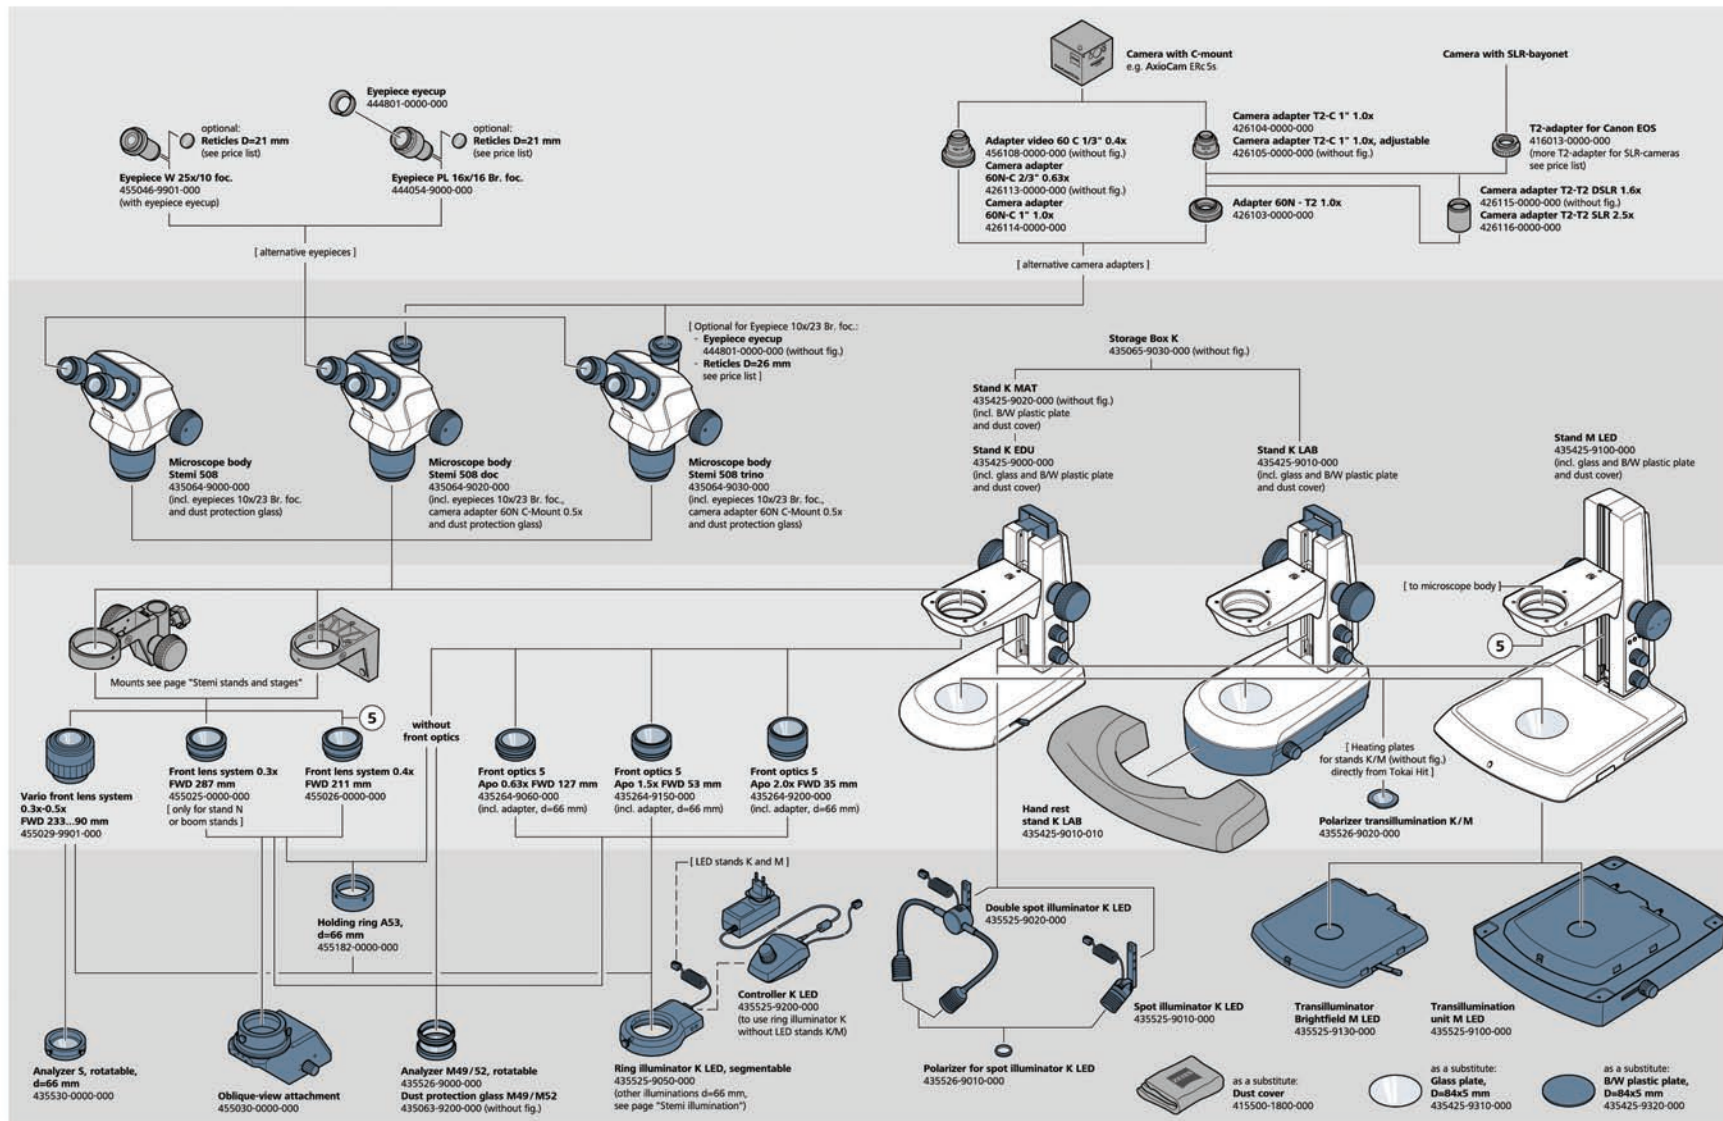 Camera with C-mount
e.g. AxioCam ERc5s
Camera with SLR-bayonet
Eyepiece eyecup
444801-0000-000
optional:
Reticles D=21 mm
(see price list)
optional:
Reticles D=21 mm
(see price list)
Eyepiece W 25x/10 foc.
455046-9901-000
(with eyepiece eyecup)
Eyepiece PL 16x/16 Br. foc.
444054-9000-000
[ alternative eyepieces ]
Adapter video 60 C 1/3" 0.4x
456108-0000-000 (without fig.)
Camera adapter
60N-C 2/3" 0.63x
426113-0000-000 (without fig.)
Camera adapter
60N-C 1" 1.0x
426114-0000-000
Camera adapter T2-C 1" 1.0x
426104-0000-000
Camera adapter T2-C 1" 1.0x, adjustable
426105-0000-000 (without fig.)
Adapter 60N - T2 1.0x
426103-0000-000
T2-adapter for Canon EOS
416013-0000-000
(more T2-adapter for SLR-cameras
see price list)
Camera adapter T2-T2 DSLR 1.6x
426115-0000-000 (without fig.)
Camera adapter T2-T2 SLR 2.5x
426116-0000-000
[ alternative camera adapters ]
[ Optional for Eyepiece 10x/23 Br. foc.:
- Eyepiece eyecup
444801-0000-000 (without fig.)
- Reticles D=26 mm
see price list ]
Microscope body
Stemi 508
435064-9000-000
(incl. eyepieces 10x/23 Br. foc.
and dust protection glass)
Microscope body
Stemi 508 doc
435064-9020-000
(incl. eyepieces 10x/23 Br. foc.,
camera adapter 60N C-Mount 0.5x
and dust protection glass)
Microscope body
Stemi 508 trino
435064-9030-000
(incl. eyepieces 10x/23 Br. foc.,
camera adapter 60N C-Mount 0.5x
and dust protection glass)
Storage Box K
435065-9030-000 (without fig.)
Stand K MAT
435425-9020-000 (without fig.)
(incl. B/W plastic plate
and dust cover)
Stand K EDU
435425-9000-000
(incl. glass and B/W plastic plate
and dust cover)
Stand K LAB
435425-9010-000
(incl. glass and B/W plastic plate
and dust cover)
Stand M LED
435425-9100-000
(incl. glass and B/W plastic plate
and dust cover)
[ to microscope body ]
5
Mounts see page "Stemi stands and stages"
5
without
front optics
Vario front lens system
0.3x-0.5x
FWD 233...90 mm
455029-9901-000
Front lens system 0.3x
FWD 287 mm
455025-0000-000
[ only for stand N
or boom stands ]
Front lens system 0.4x
FWD 211 mm
455026-0000-000
Front optics 5
Apo 0.63x FWD 127 mm
435264-9060-000
(incl. adapter, d=66 mm)
Front optics 5
Apo 1.5x FWD 53 mm
435264-9150-000
(incl. adapter, d=66 mm)
Front optics 5
Apo 2.0x FWD 35 mm
435264-9200-000
(incl. adapter, d=66 mm)
Hand rest
stand K LAB
435425-9010-010
[ Heating plates
for stands K/M (without fig.)
directly from Tokai Hit ]
Polarizer transillumination K/M
435526-9020-000
Holding ring A53,
d=66 mm
455182-0000-000
[ LED stands K and M ]
Controller K LED
435525-9200-000
(to use ring illuminator K
without LED stands K/M)
Double spot illuminator K LED
435525-9020-000
Spot illuminator K LED
435525-9010-000
Transilluminator
Brightfield M LED
435525-9130-000
Transillumination
unit M LED
435525-9100-000
Analyzer S, rotatable,
d=66 mm
435530-0000-000
Oblique-view attachment
455030-0000-000
Analyzer M49/52, rotatable
435526-9000-000
Dust protection glass M49/M52
435063-9200-000 (without fig.)
Ring illuminator K LED, segmentable
435525-9050-000
(other illuminations d=66 mm,
see page "Stemi illumination")
Polarizer for spot illuminator K LED
435526-9010-000
as a substitute:
Dust cover
415500-1800-000
as a substitute:
Glass plate,
D=84x5 mm
435425-9310-000
as a substitute:
B/W plastic plate,
D=84x5 mm
435425-9320-000